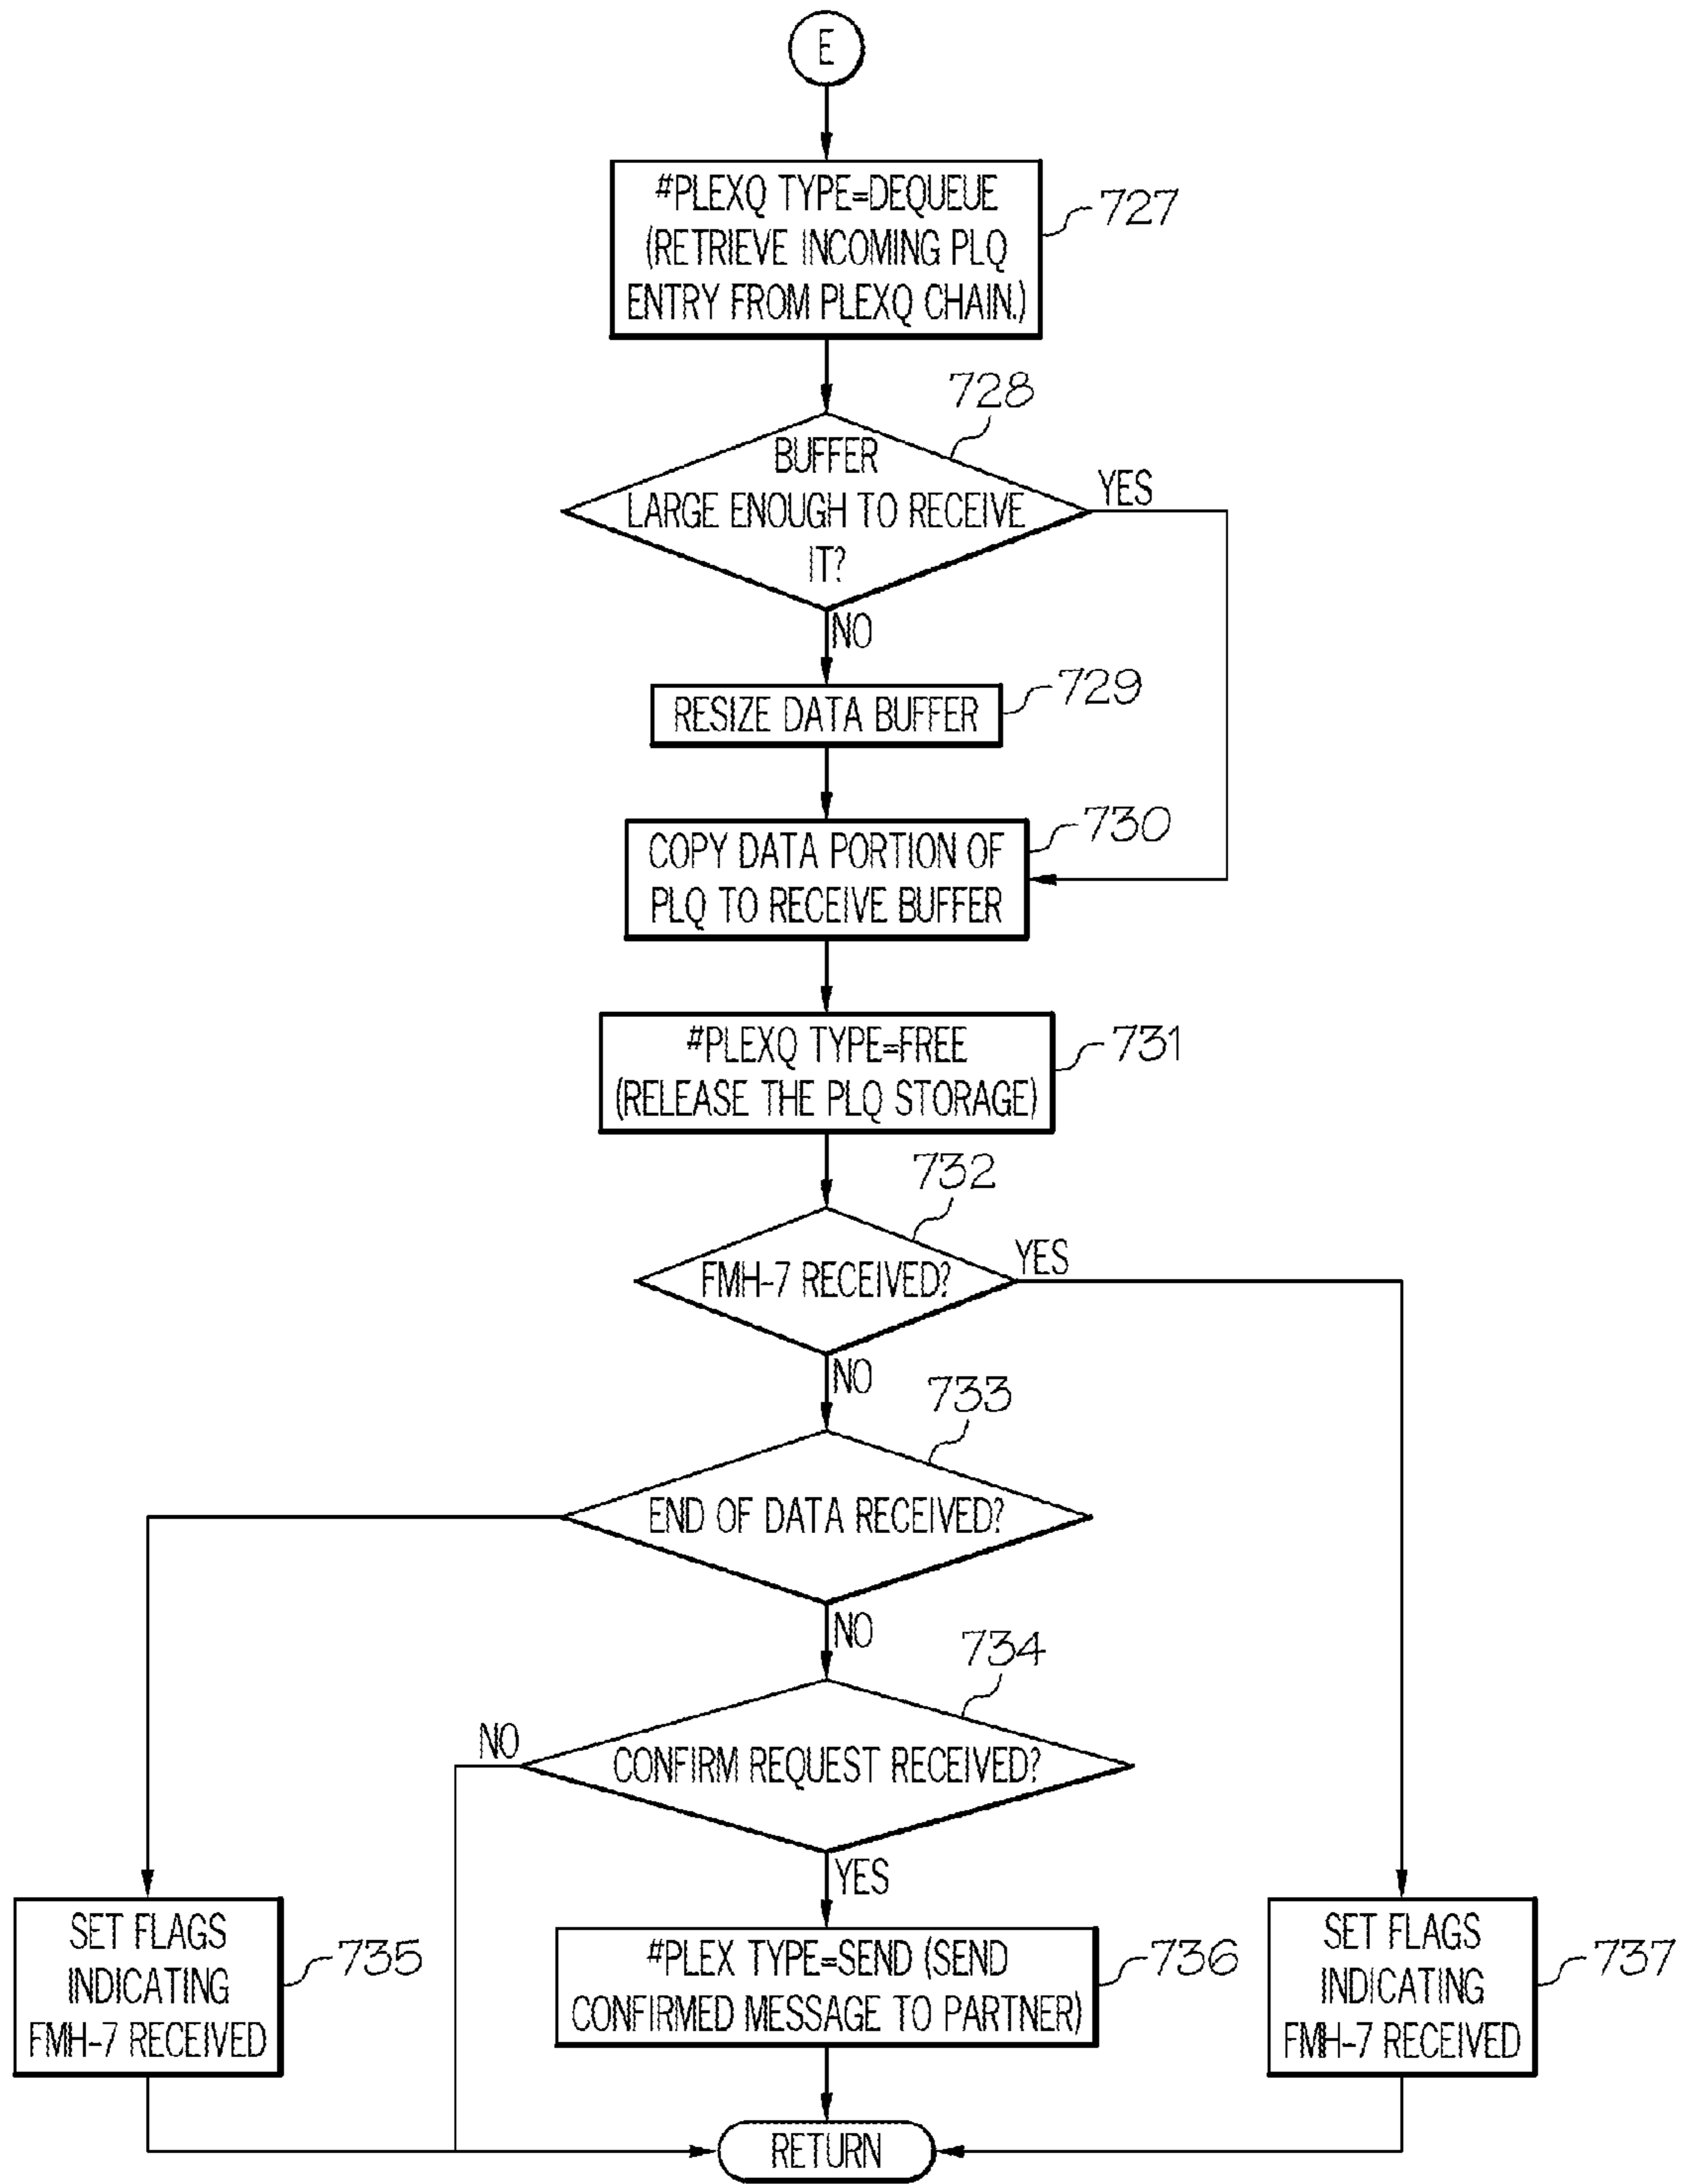 E
#PLEXQ TYPE=DEQUEUE
(RETRIEVE INCOMING PLQ
ENTRY FROM PLEXQ CHAIN.)
727
728
BUFFER
LARGE ENOUGH TO RECEIVE
IT?
YES
NO
RESIZE DATA BUFFER
729
COPY DATA PORTION OF
PLQ TO RECEIVE BUFFER
730
#PLEXQ TYPE=FREE
(RELEASE THE PLQ STORAGE)
731
732
FMH-7 RECEIVED?
YES
NO
733
END OF DATA RECEIVED?
NO
734
NO
CONFIRM REQUEST RECEIVED?
YES
SET FLAGS
INDICATING
FMH-7 RECEIVED
735
#PLEX TYPE=SEND (SEND
CONFIRMED MESSAGE TO PARTNER)
736
SET FLAGS
INDICATING
FMH-7 RECEIVED
737
RETURN